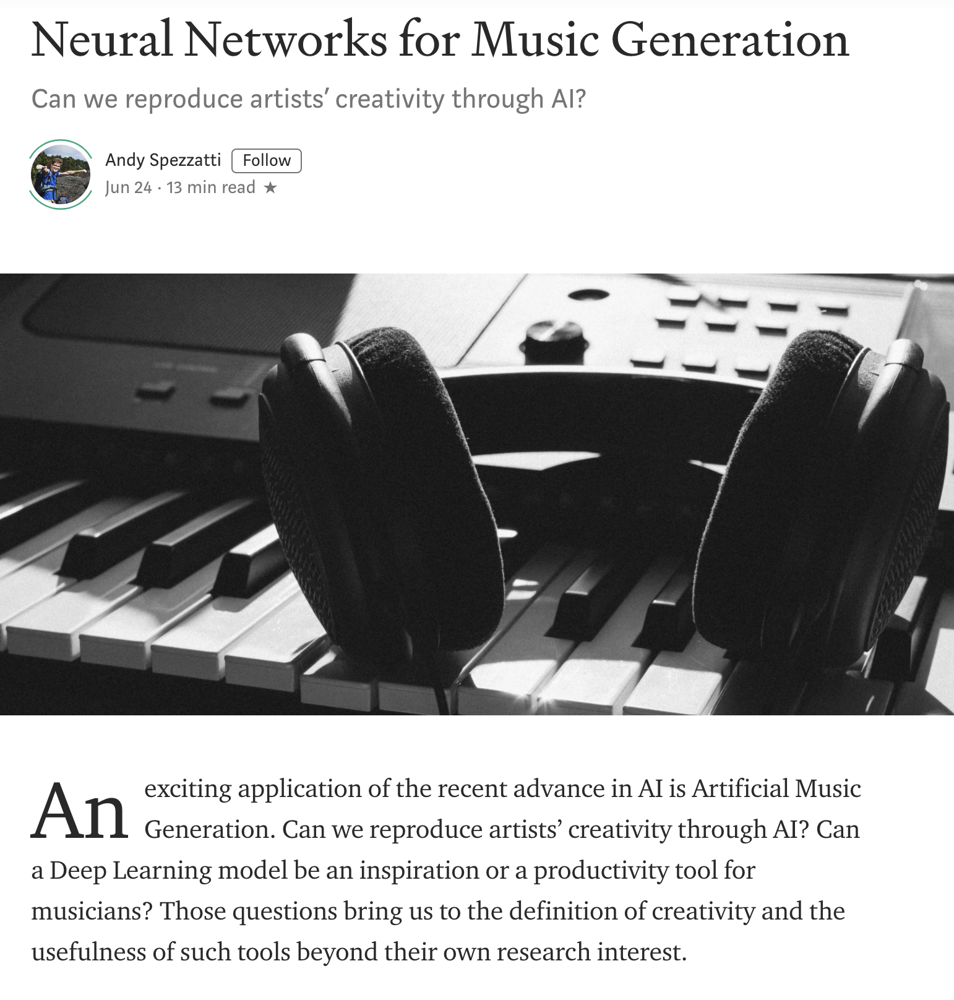 Neural Networks for Music Generation
Can we reproduce artists’ creativity through AI?
Andy Spezzatti Follow
Jun 24 · 13 min read ★
An exciting application of the recent advance in AI is Artificial Music
Generation. Can we reproduce artists’ creativity through AI? Can
a Deep Learning model be an inspiration or a productivity tool for
musicians? Those questions bring us to the definition of creativity and the
usefulness of such tools beyond their own research interest.